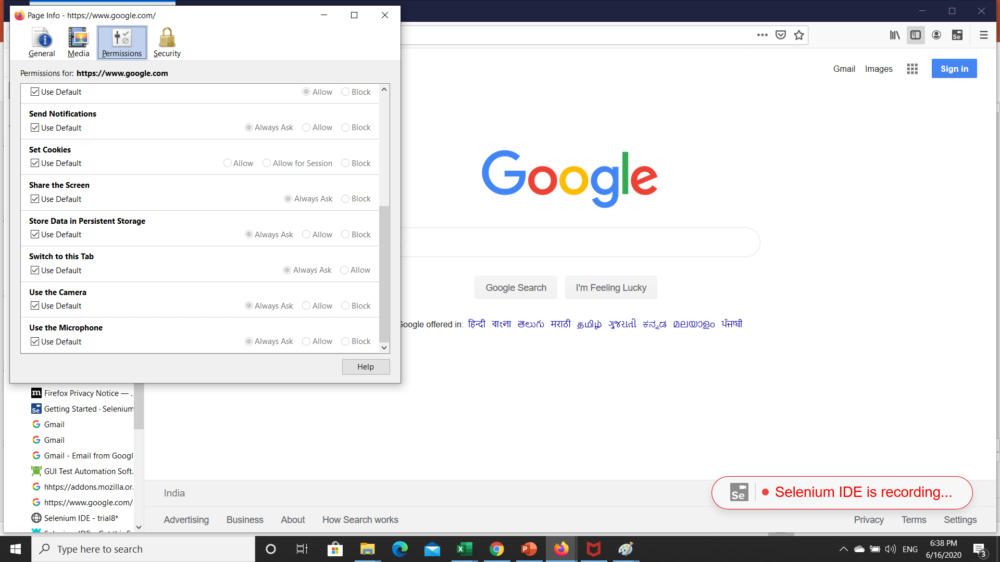 Page Info - https://www.google.com/
General
Media
Permissions
Security
Permissions for: https://www.google.com
Use Default Allow Block
Send Notifications
Use Default Always Ask Allow Block
Set Cookies
Use Default Allow Allow for Session Block
Share the Screen
Use Default Always Ask Block
Store Data in Persistent Storage
Use Default Always Ask Allow Block
Switch to this Tab
Use Default Always Ask Allow
Use the Camera
Use Default Always Ask Allow Block
Use the Microphone
Use Default Always Ask Allow Block
Help
Se
Gmail Images Sign in
Google
Google Search I'm Feeling Lucky
Google offered in: हिन्दी বাংলা తెలుగు मराठी தமிழ் ગુજરાતી ಕನ್ನಡ മലയാളം ਪੰਜਾਬੀ
m Firefox Privacy Notice — .
Se Getting Started · Selenium
Gmail
Gmail
Gmail - Email from Googl
GUI Test Automation Soft.
hhtps://addons.mozilla.or.
https://www.google.com/
Selenium IDE - trial8*
India
Se Selenium IDE is recording...
Advertising Business About How Search works
Privacy Terms Settings
Type here to search
ENG
6:38 PM
6/16/2020
3